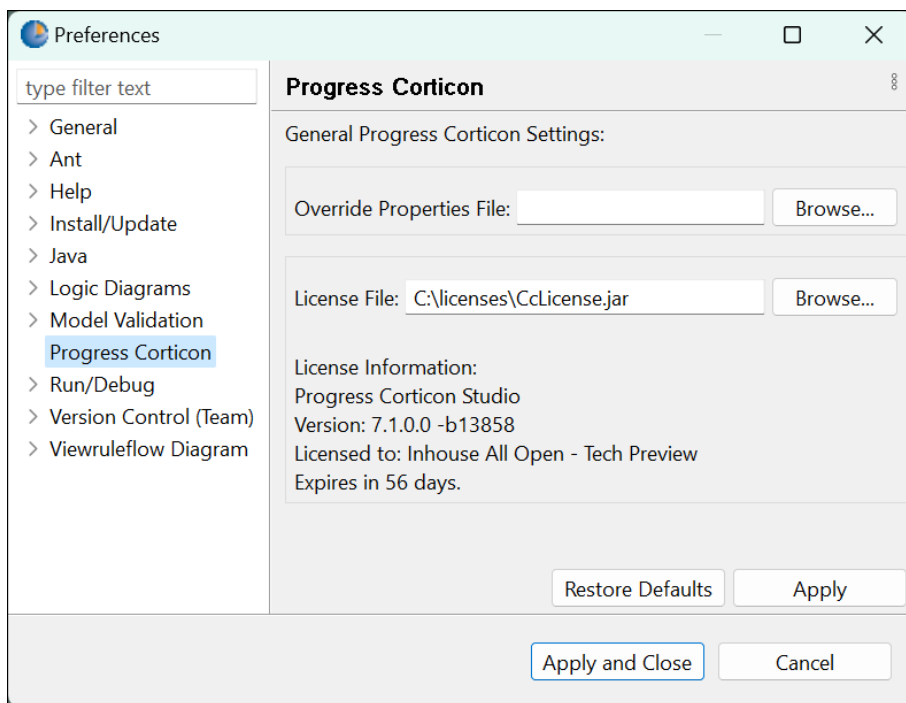 Preferences
type filter text
General
Ant
Help
Install/Update
Java
Logic Diagrams
Model Validation
Progress Corticon
Run/Debug
Version Control (Team)
Viewruleflow Diagram
Progress Corticon
General Progress Corticon Settings:
Override Properties File: Browse...
License File: C:\licenses\CcLicense.jar Browse...
License Information:
Progress Corticon Studio
Version: 7.1.0.0 -b13858
Licensed to: Inhouse All Open - Tech Preview
Expires in 56 days.
Restore Defaults Apply
Apply and Close Cancel